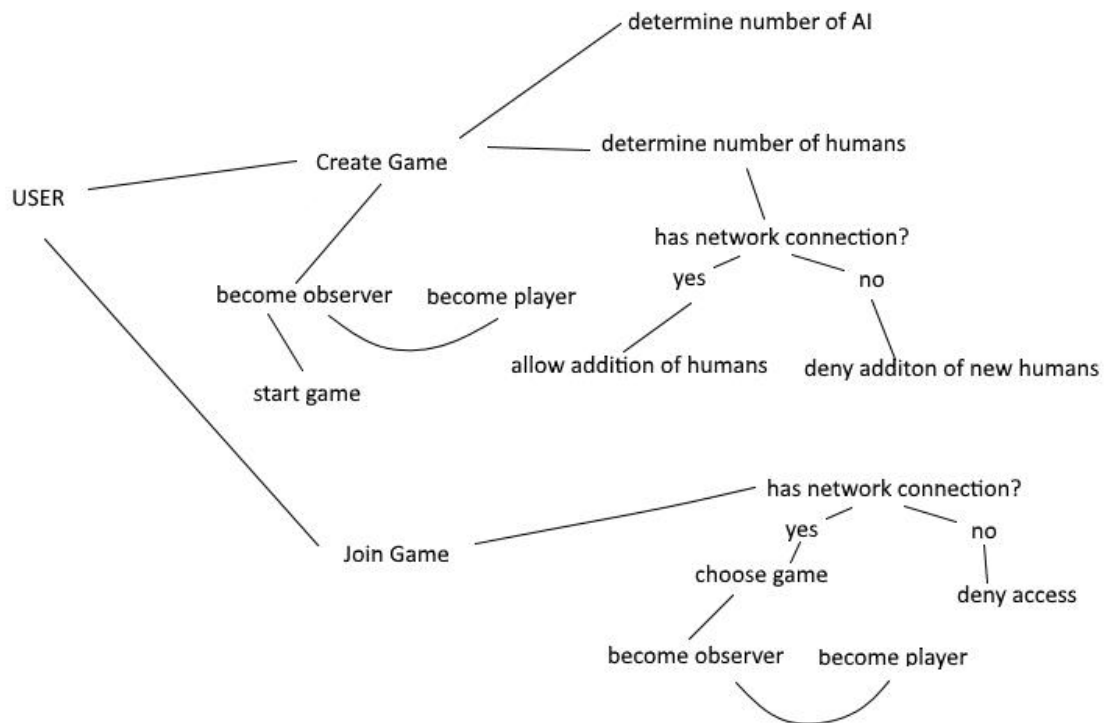 determine number of AI
determine number of humans
Create Game
USER
has network connection?
yes
no
become observer
become player
allow addition of humans
deny additon of new humans
start game
has network connection?
yes
no
Join Game
choose game
deny access
become observer
become player